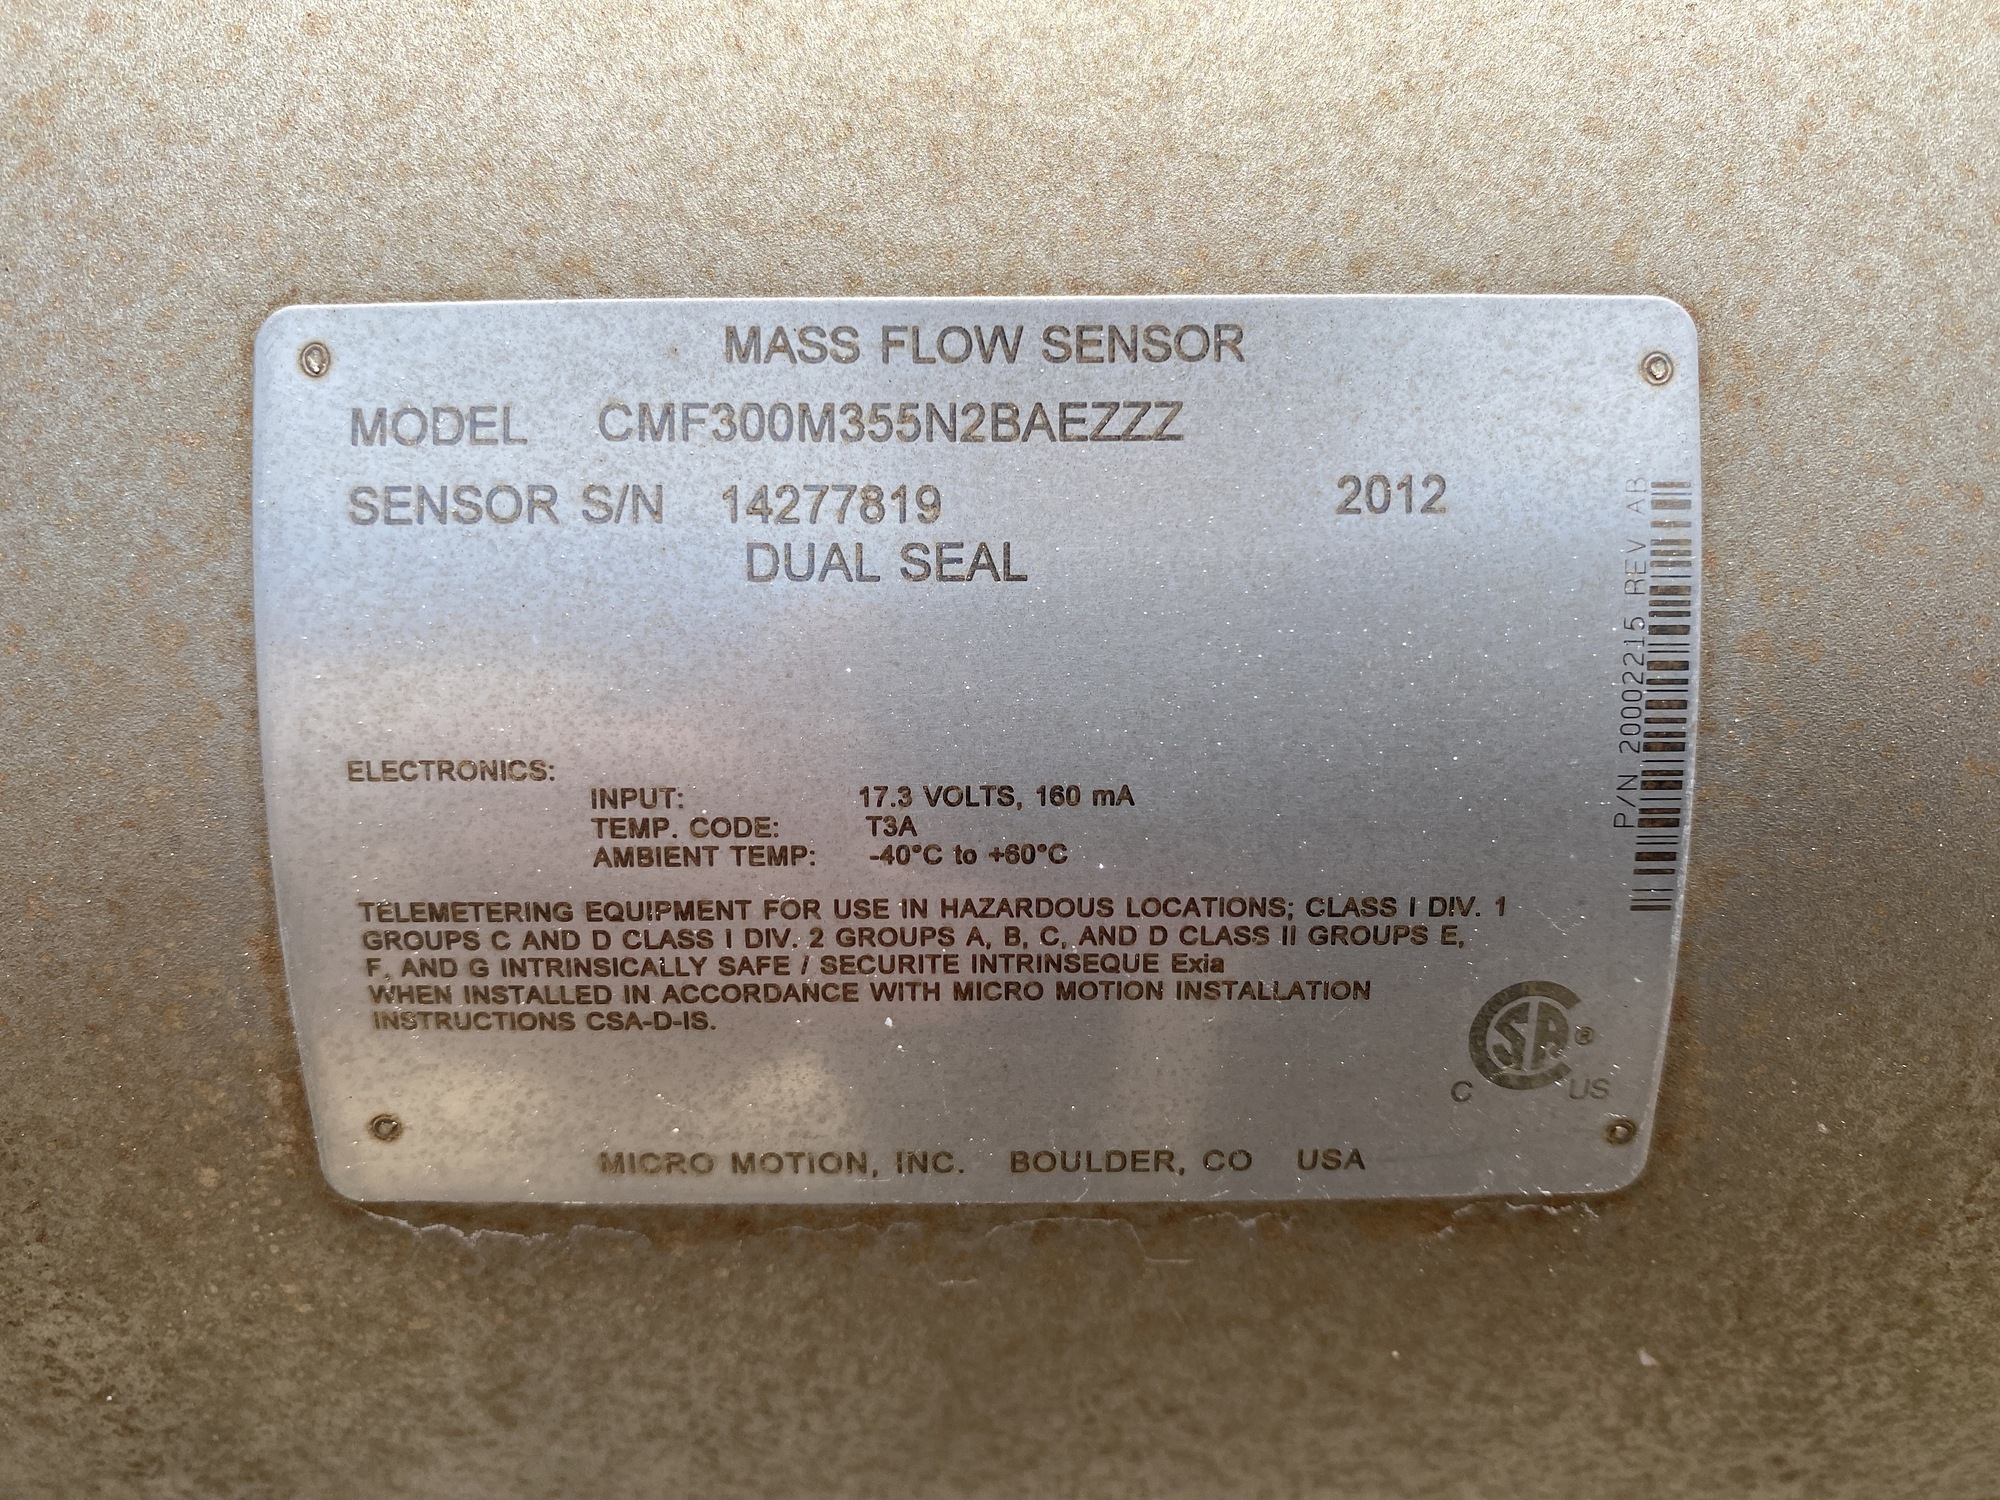 MASS FLOW SENSOR
MODEL CMF300M355N2BAEZZZ
SENSOR S/N 14277819 2012
DUAL SEAL
P/N 20002215 REV AB
ELECTRONICS:
INPUT: 17.3 VOLTS, 160 mA
TEMP. CODE: T3A
AMBIENT TEMP: -40°C to +60°C
TELEMETERING EQUIPMENT FOR USE IN HAZARDOUS LOCATIONS; CLASS I DIV. 1
GROUPS C AND D CLASS I DIV. 2 GROUPS A, B, C, AND D CLASS II GROUPS E,
F, AND G INTRINSICALLY SAFE / SECURITE INTRINSEQUE Exia
WHEN INSTALLED IN ACCORDANCE WITH MICRO MOTION INSTALLATION
INSTRUCTIONS CSA-D-IS.
CSA ®
C US
MICRO MOTION, INC. BOULDER, CO USA